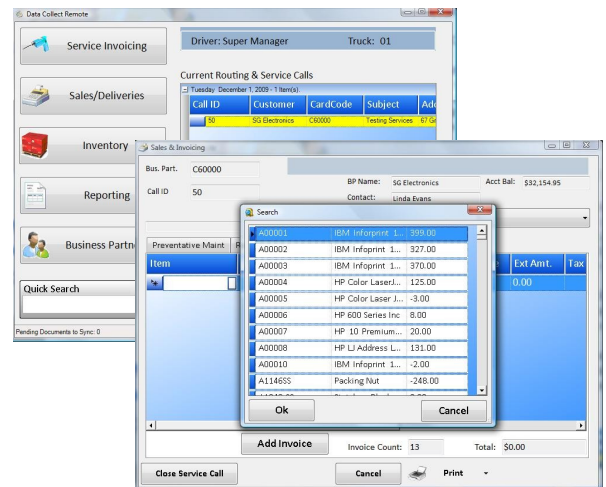 Data Collect Remote
Service Invoicing
Driver: Super Manager Truck: 01
Current Routing & Service Calls
Tuesday December 1, 2009 - 1 Item(s).
Call ID Customer CardCode Subject
50 SG Electronics C60000 Testing Services 67 Gr
Sales/Deliveries
Inventory
Reporting
Business Partn
Quick Search
Pending Documents to Sync: 0
Sales & Invoicing
Bus. Part. C60000
Call ID 50
BP Name: SG Electronics Acct Bal: $32,154.95
Contact: Linda Evans
Preventative Maint
Item Ext Amt. Tax
0.00
Search
A00001 IBM Inforprint 1... 399.00
A00002 IBM Infoprint 1... 327.00
A00003 IBM Infoprint 1... 370.00
A00004 HP Color LaserJ... 125.00
A00005 HP Color Laser J... -3.00
A00006 HP 600 Series Inc 8.00
A00007 HP 10 Premium... 20.00
A00008 HP LJ Address L... 131.00
A00010 IBM Infoprint 1... -2.00
A1146SS Packing Nut -248.00
Ok Cancel
Add Invoice Invoice Count: 13 Total: $0.00
Close Service Call Cancel Print